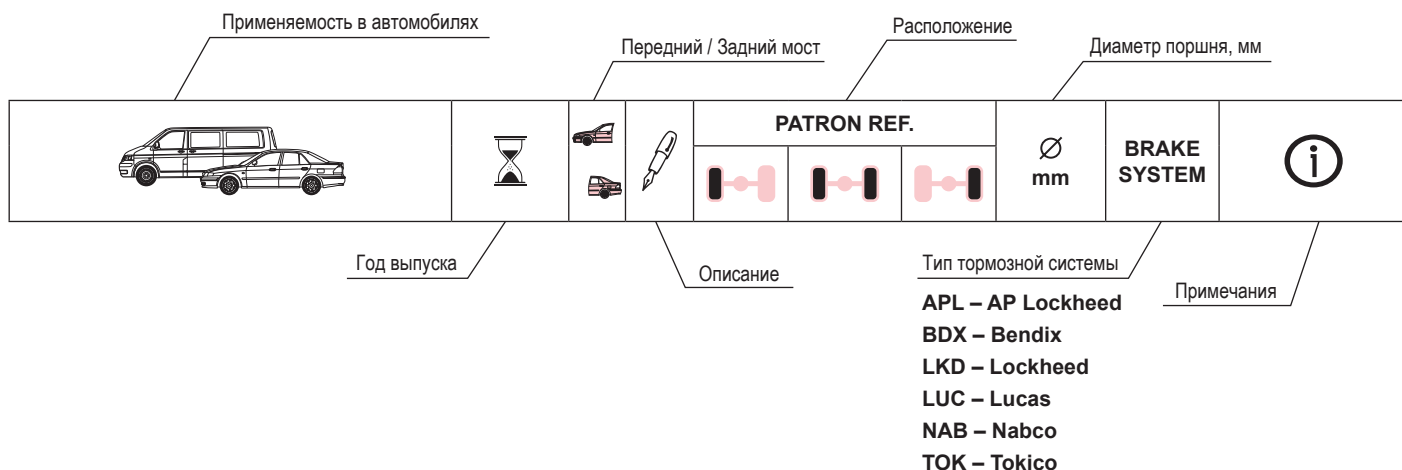 Применяемость в автомобилях
Передний / Задний мост
Расположение
Диаметр поршня, мм
PATRON REF.
Ø
mm
BRAKE
SYSTEM
i
Год выпуска
Описание
Тип тормозной системы
Примечания
APL – AP Lockheed
BDX – Bendix
LKD – Lockheed
LUC – Lucas
NAB – Nabco
TOK – Tokico